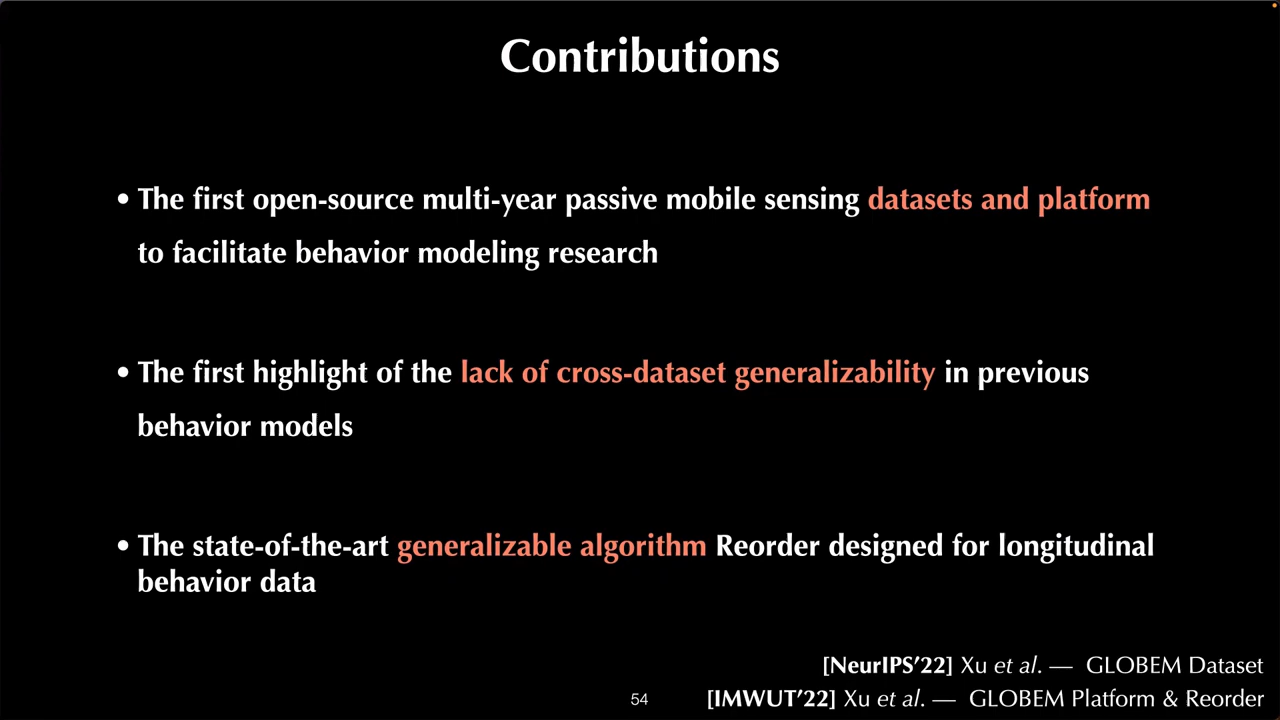 Contributions
• The first open-source multi-year passive mobile sensing datasets and platform
to facilitate behavior modeling research
• The first highlight of the lack of cross-dataset generalizability in previous
behavior models
• The state-of-the-art generalizable algorithm Reorder designed for longitudinal
behavior data
[NeurIPS’22] Xu et al. — GLOBEM Dataset
54 [IMWUT’22] Xu et al. — GLOBEM Platform & Reorder